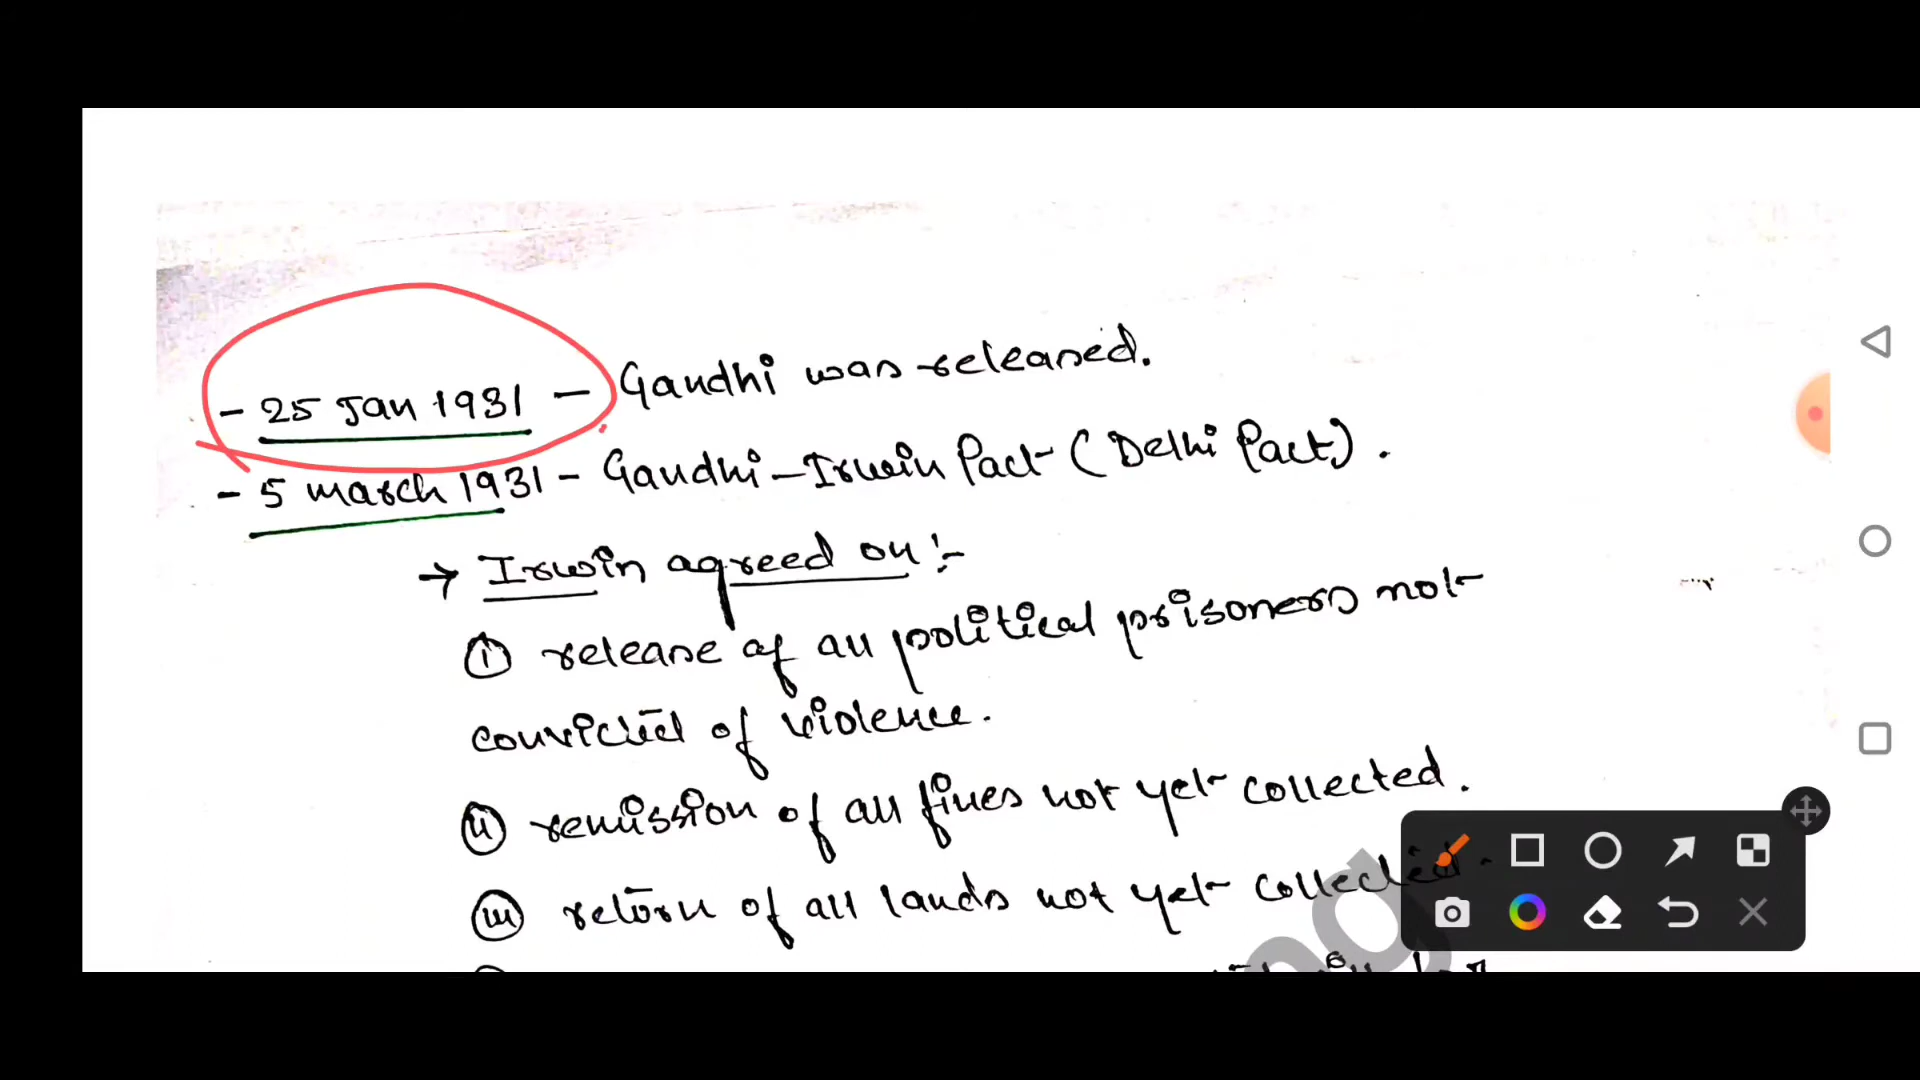 - 25 Jan 1931 - Gandhi was released.
- 5 march 1931 - Gandhi-Irwin Pact (Delhi Pact).
→ Irwin agreed on :-
(i) release of all political prisoners not
convicted of violence.
(ii) remission of all fines not yet collected.
(iii) return of all lands not yet collected.
ng